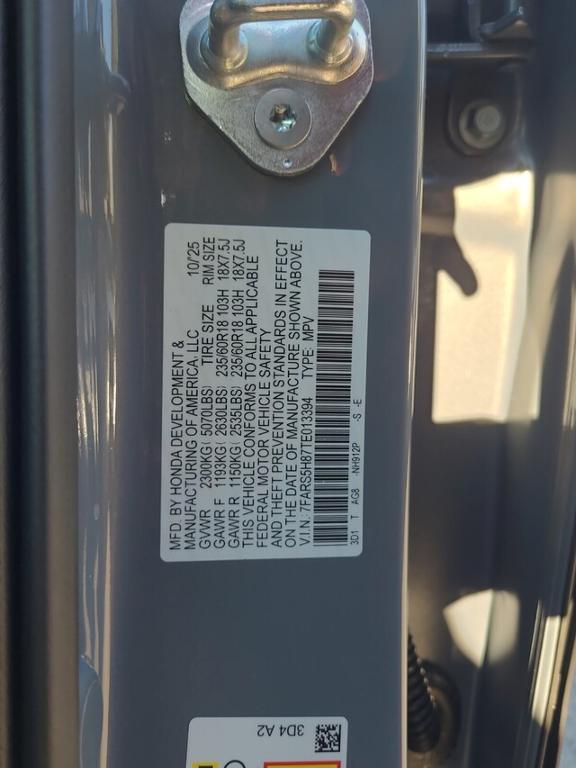 MFD. BY HONDA DEVELOPMENT & 10/25
MANUFACTURING OF AMERICA, LLC
GVWR 2300KG( 5070LBS) TIRE SIZE RIM SIZE
GAWR F 1193KG( 2630LBS) 235/60R18 103H 18X7.5J
GAWR R 1150KG( 2536LBS) 235/60R18 103H 18X7.5J
THIS VEHICLE CONFORMS TO ALL APPLICABLE
FEDERAL MOTOR VEHICLE SAFETY
AND THEFT PREVENTION STANDARDS IN EFFECT
ON THE DATE OF MANUFACTURE SHOWN ABOVE.
V.I.N.: 7FARS5H87TE013394 TYPE: MPV
3D1 T AG8 -NH912P -S -E
3D4 A2